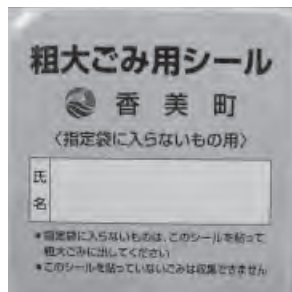 粗大ごみ用シール
香美町
〈指定袋に入らないもの用〉
氏名
*指定袋に入らないものは、このシールを貼って
粗大ごみに出してください
*このシールを貼っていないごみは収集できません